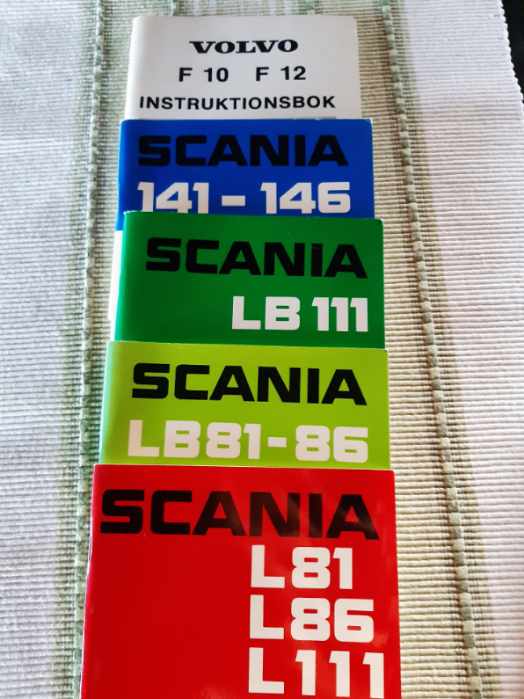 VOLVO
F 10 F 12
INSTRUKTIONSBOK
SCANIA
141-146
SCANIA
LB 111
SCANIA
LB81-86
SCANIA
L81
L86
L111